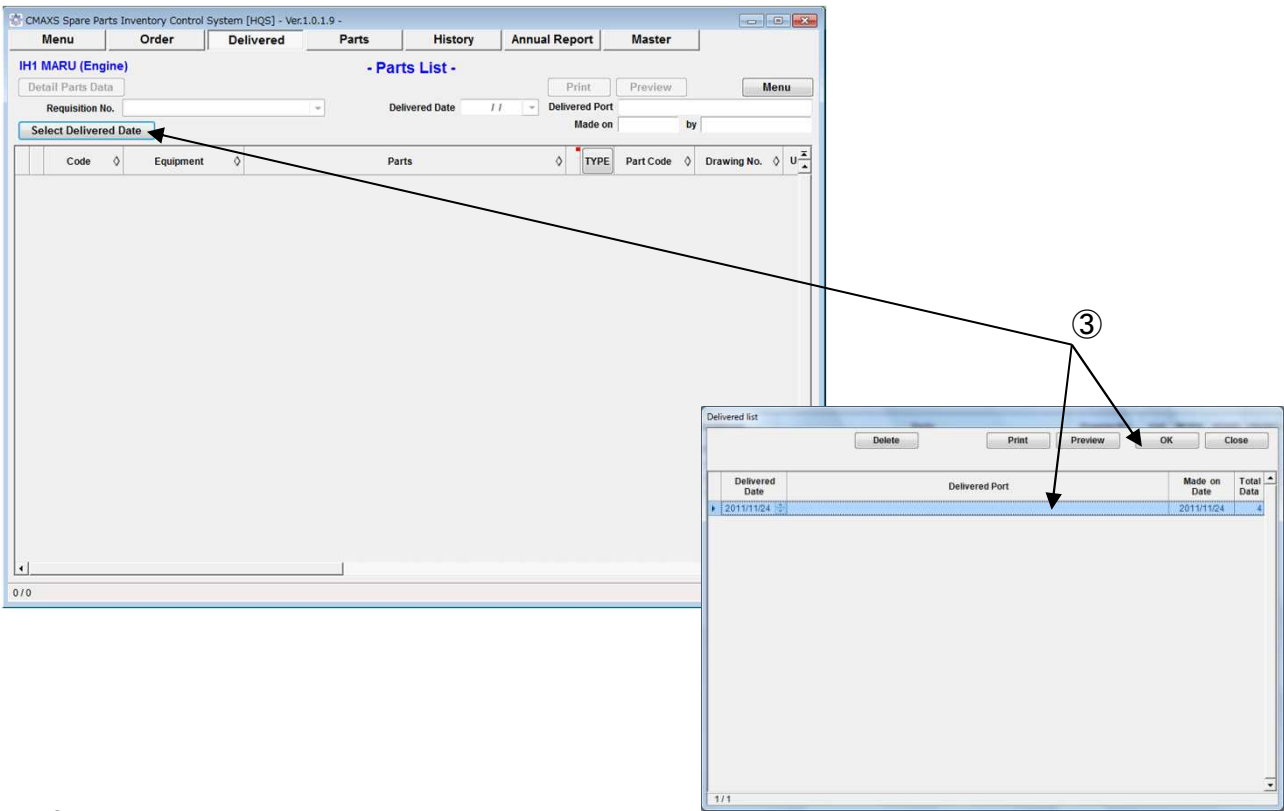 CMAXS Spare Parts Inventory Control System [HQS] - Ver.1.0.1.9 -
Menu Order Delivered Parts History Annual Report Master
IH1 MARU (Engine) - Parts List -
Detail Parts Data Print Preview Menu
Requisition No. Delivered Date / / Delivered Port
Made on by
Select Delivered Date
Code ◊ Equipment ◊ Parts ◊ TYPE Part Code ◊ Drawing No. ◊ U
0 / 0
③
Delivered list
Delete Print Preview OK Close
Delivered Date Delivered Port Made on Date Total Data
2011/11/24 2011/11/24 4
1 / 1